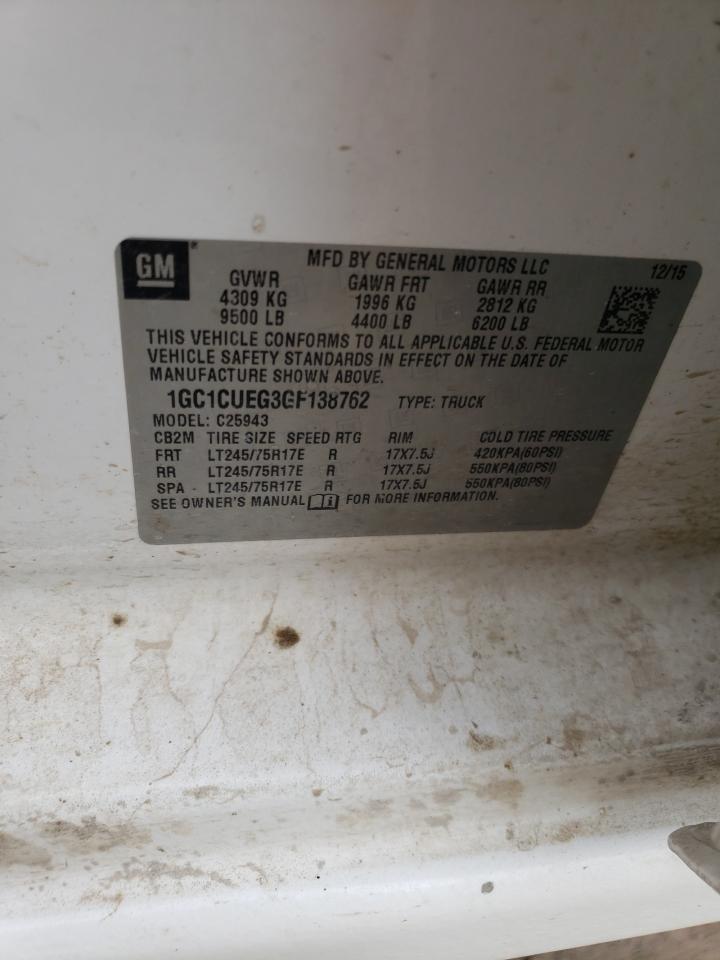 GM
MFD BY GENERAL MOTORS LLC 12/15
GVWR GAWR FRT GAWR RR
4309 KG 1996 KG 2812 KG
9500 LB 4400 LB 6200 LB
THIS VEHICLE CONFORMS TO ALL APPLICABLE U.S. FEDERAL MOTOR
VEHICLE SAFETY STANDARDS IN EFFECT ON THE DATE OF
MANUFACTURE SHOWN ABOVE.
1GC1CUEG3GF138762 TYPE: TRUCK
MODEL: C25943
CB2M TIRE SIZE SPEED RTG RIM COLD TIRE PRESSURE
FRT LT245/75R17E R 17X7.5J 420KPA(60PSI)
RR LT245/75R17E R 17X7.5J 550KPA(80PSI)
SPA LT245/75R17E R 17X7.5J 550KPA(80PSI)
SEE OWNER'S MANUAL FOR MORE INFORMATION.